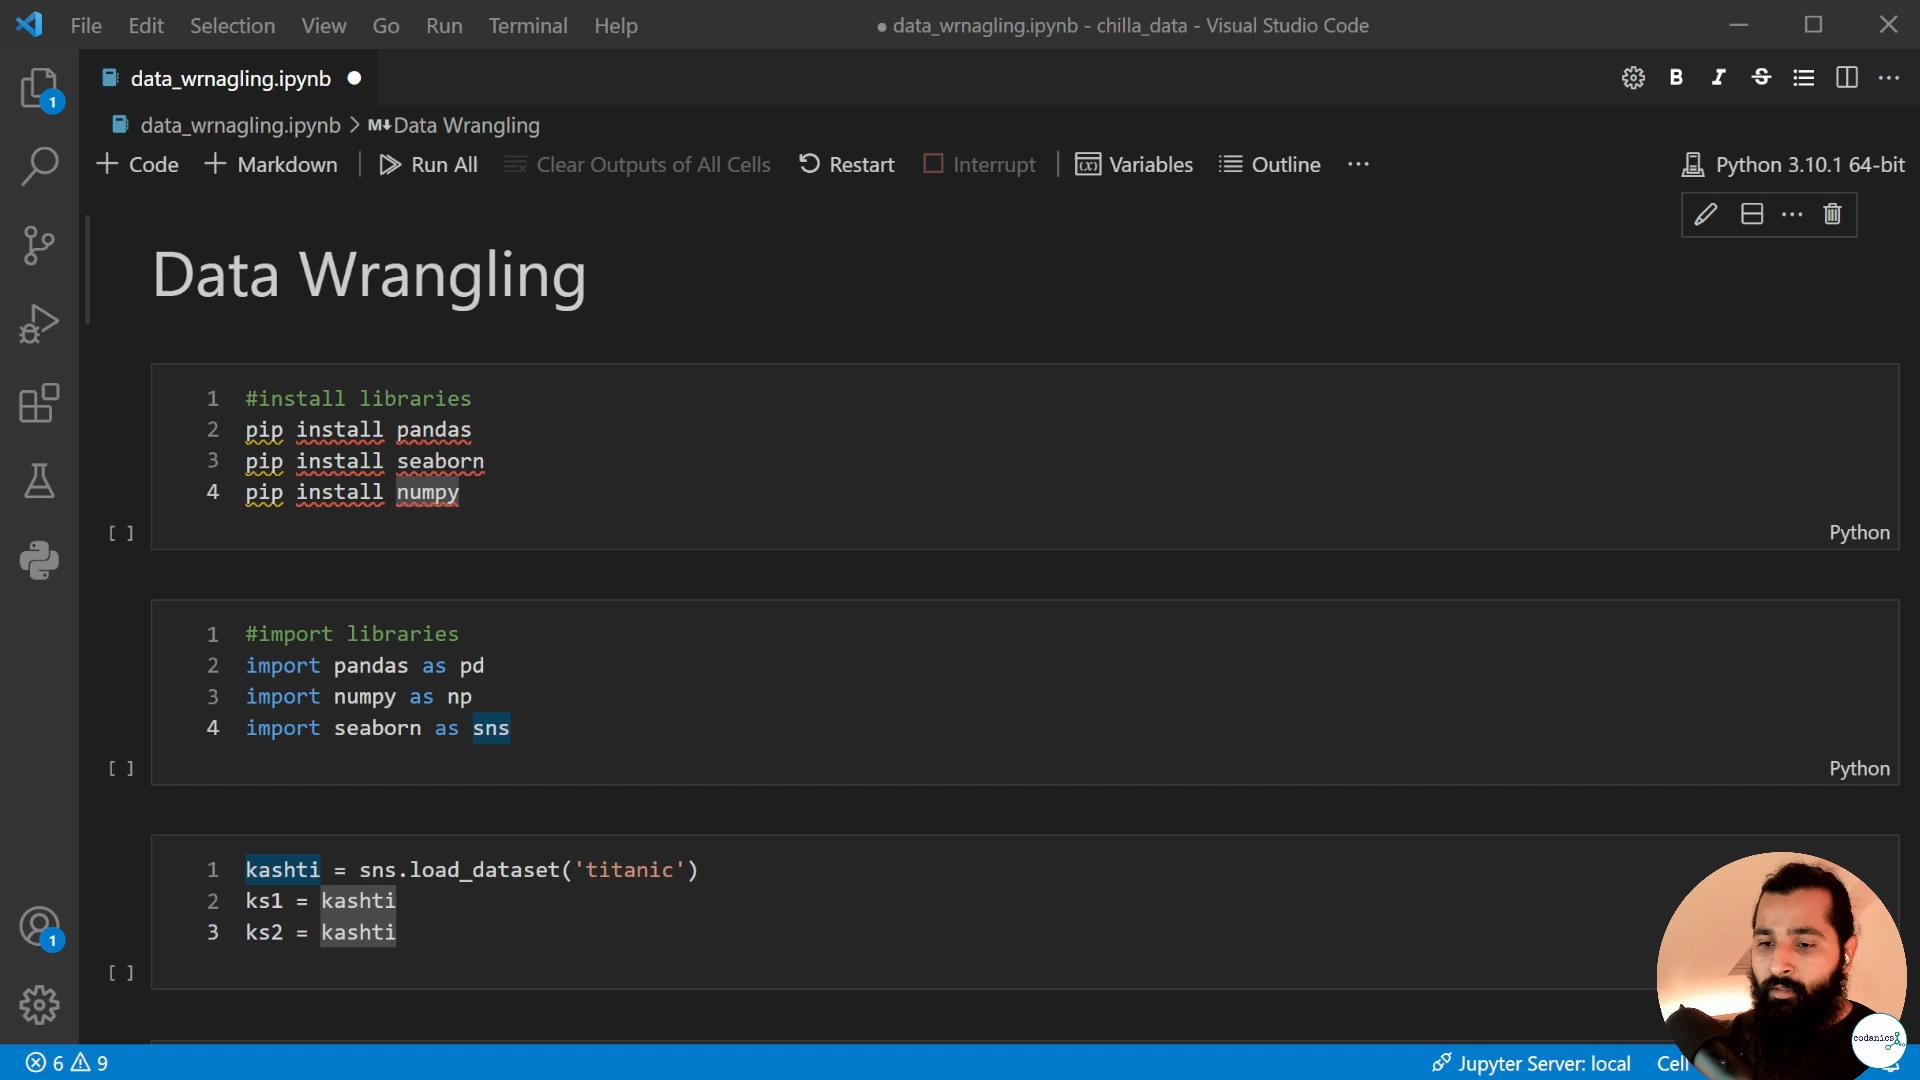 File Edit Selection View Go Run Terminal Help
● data_wrnagling.ipynb - chilla_data - Visual Studio Code
data_wrnagling.ipynb ●
data_wrnagling.ipynb > M↓ Data Wrangling
+ Code + Markdown | Run All Clear Outputs of All Cells Restart Interrupt | Variables Outline ···
Python 3.10.1 64-bit
Data Wrangling
1 #install libraries
2 pip install pandas
3 pip install seaborn
4 pip install numpy
[ ]
Python
1 #import libraries
2 import pandas as pd
3 import numpy as np
4 import seaborn as sns
[ ]
Python
1 kashti = sns.load_dataset('titanic')
2 ks1 = kashti
3 ks2 = kashti
[ ]
codanics
1
1
6 9
Jupyter Server: local
Cell